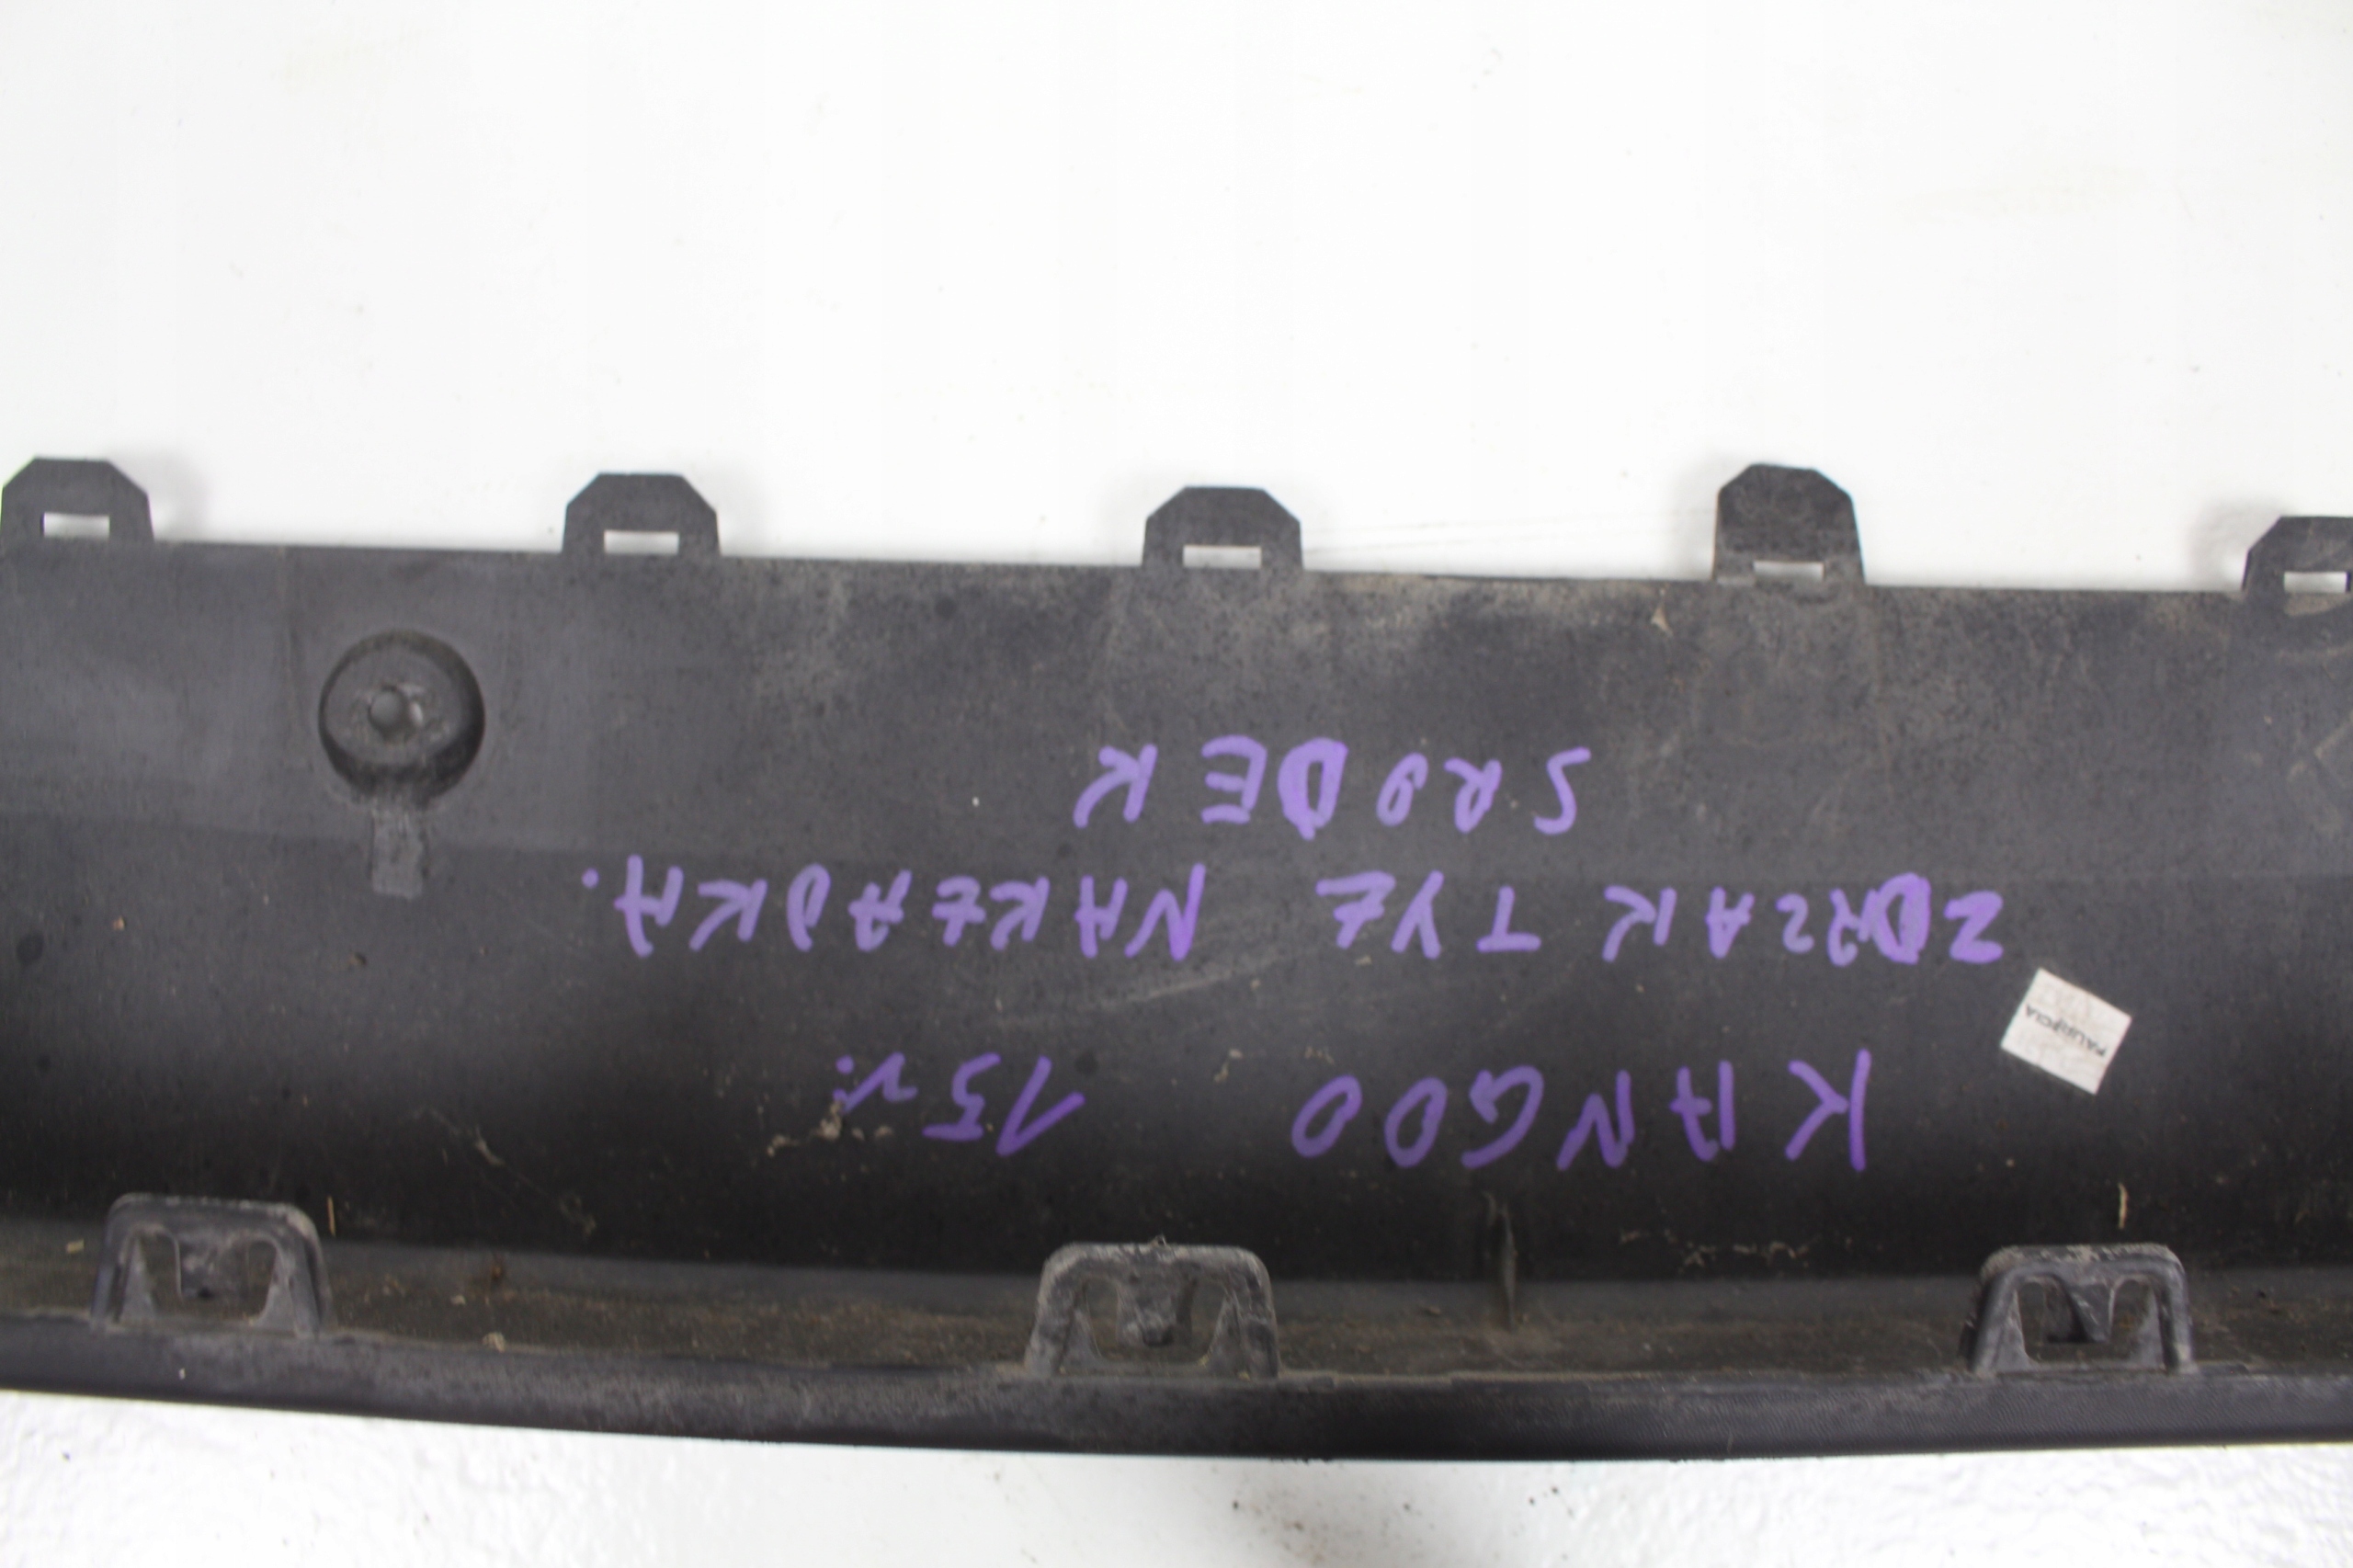 KANGOO 15r.
ZDRZAK TYŁ NAKŁADKA.
SRODEK